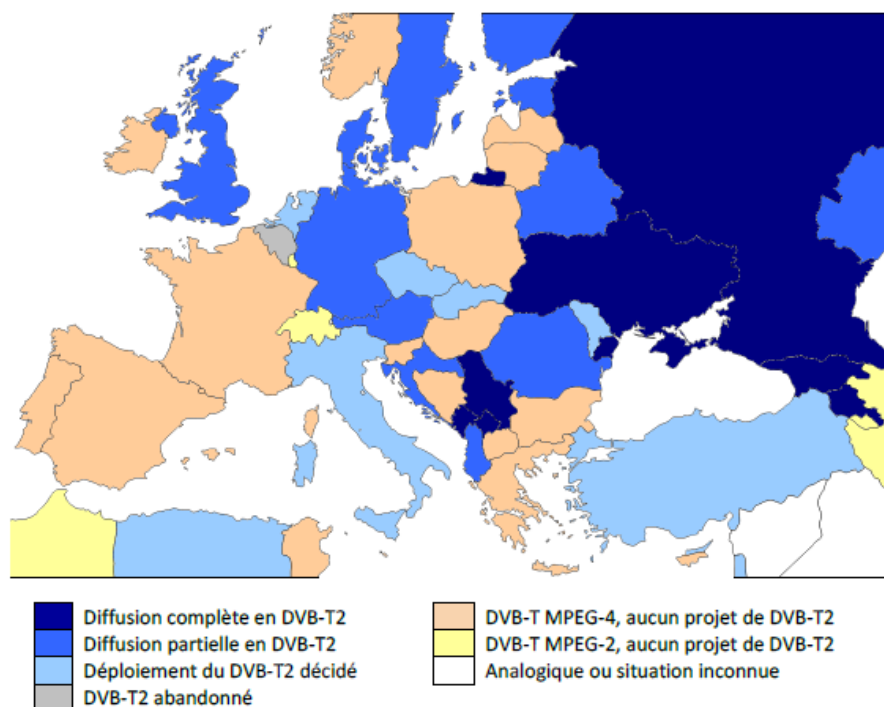 Diffusion complète en DVB-T2
Diffusion partielle en DVB-T2
Déploiement du DVB-T2 décidé
DVB-T2 abandonné
DVB-T MPEG-4, aucun projet de DVB-T2
DVB-T MPEG-2, aucun projet de DVB-T2
Analogique ou situation inconnue